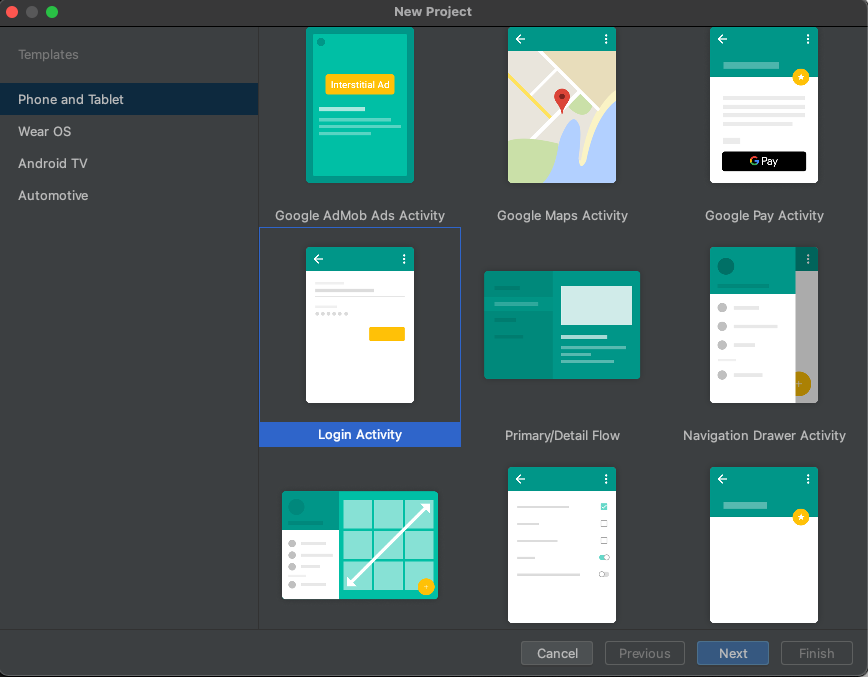 New Project
Templates
Phone and Tablet
Wear OS
Android TV
Automotive
Interstitial Ad
G Pay
Google AdMob Ads Activity
Google Maps Activity
Google Pay Activity
Login Activity
Primary/Detail Flow
Navigation Drawer Activity
Cancel
Previous
Next
Finish